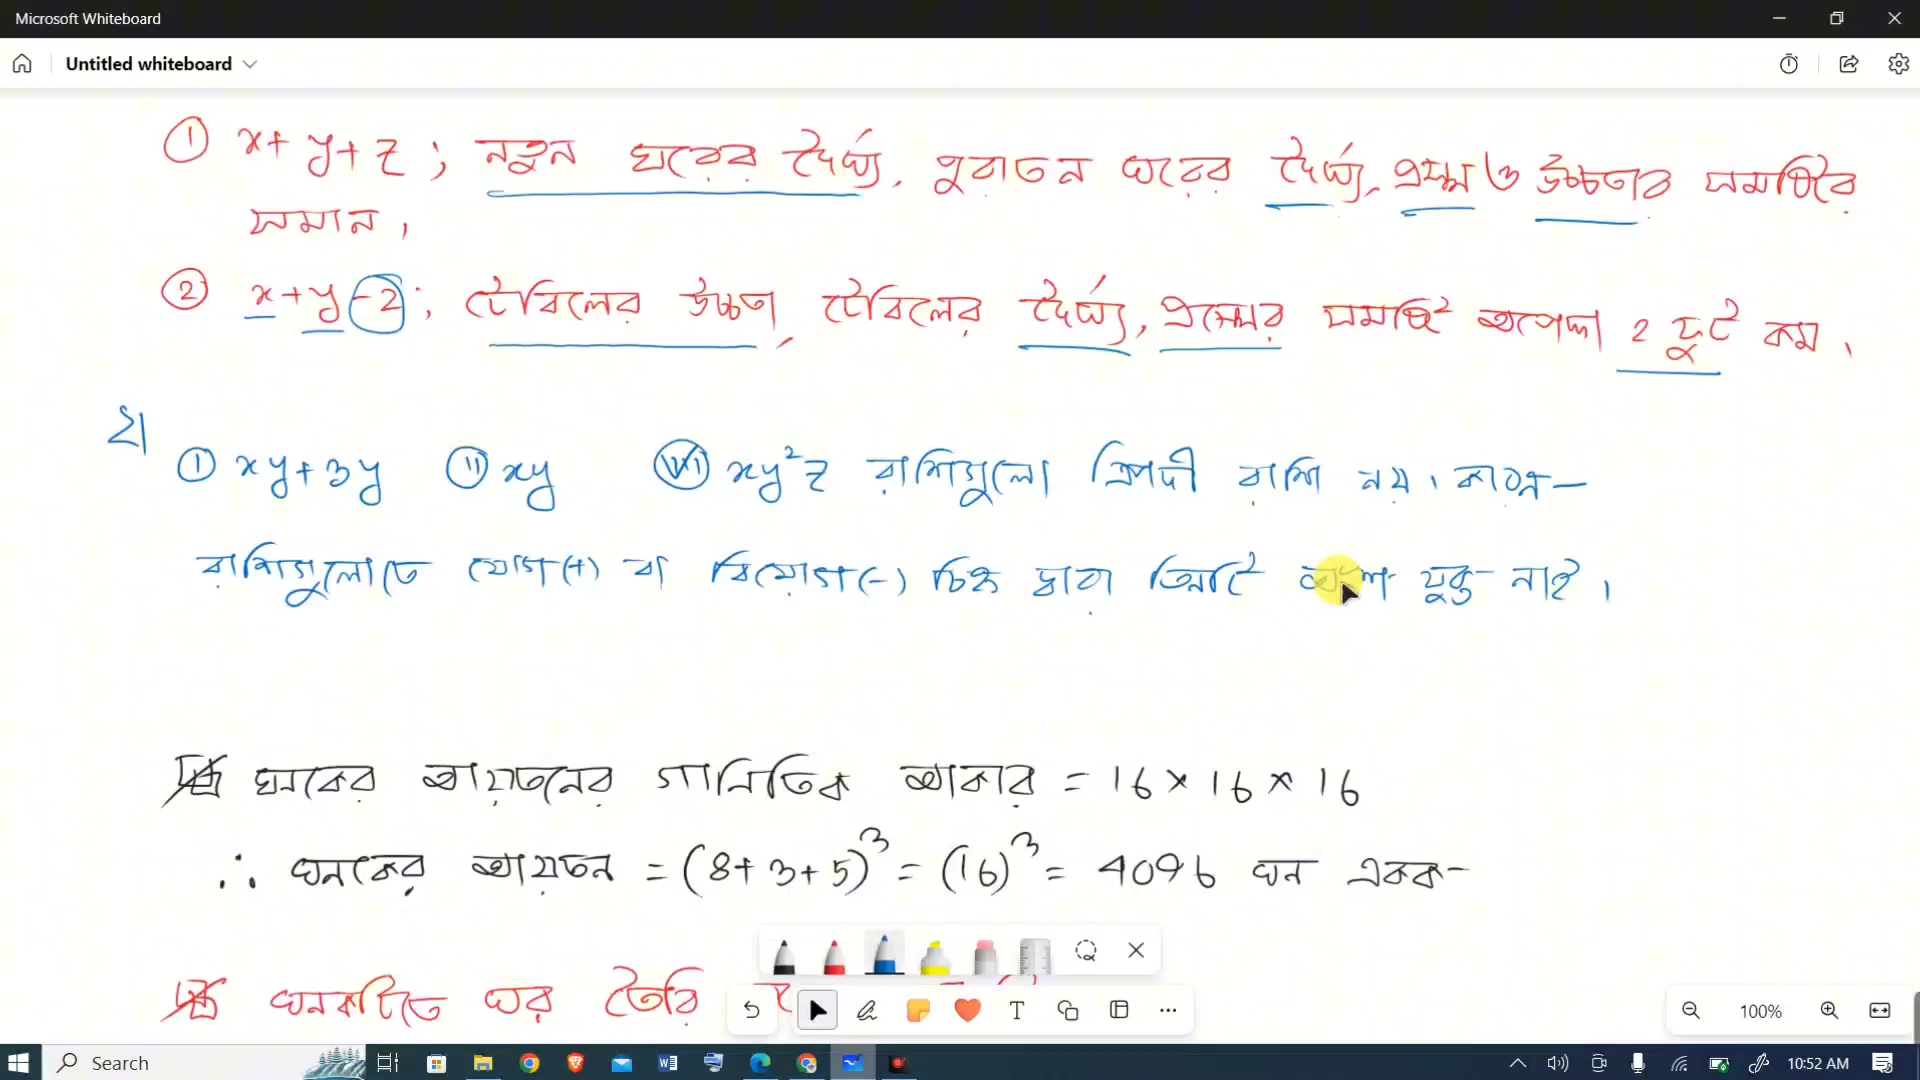 Microsoft Whiteboard
Untitled whiteboard
① x + y + z ; নতুন ঘরের দৈর্ঘ্য, পুরাতন ঘরের দৈর্ঘ্য, প্রস্থ ও উচ্চতার সমষ্টির
সমান।
② x + y - 2 ; টেবিলের উচ্চতা, টেবিলের দৈর্ঘ্য, প্রস্থের সমষ্টি অপেক্ষা 2 ফুট কম।
২।
① xy + 3y ⑪ xy xy²z রাশিগুলো ত্রিপদী রাশি নয়। কারণ-
রাশিগুলোতে যোগ (+) বা বিয়োগ (-) চিহ্ন দ্বারা তিনটি অংশ যুক্ত নাই।
ঘনকের আয়তনের গানিতিক আকার = 16 × 16 × 16
∴ ঘনকের আয়তন = (8 + 3 + 5)³ = (16)³ = 4096 ঘন একক
ঘনকটিতে ঘর তৈরি
100%
Search
10:52 AM